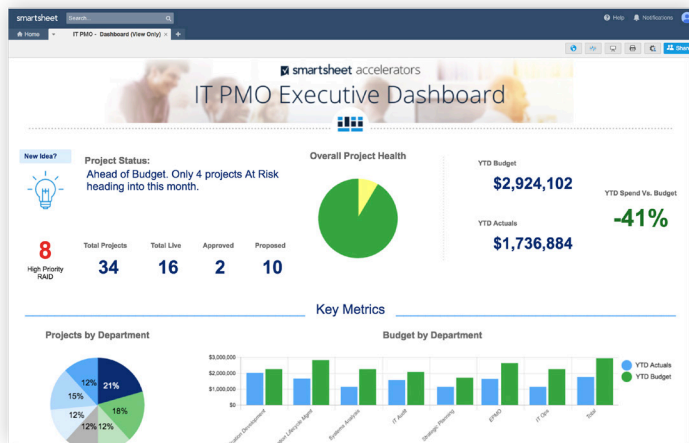 smartsheet
Search...
Help
Notifications
Home
IT PMO - Dashboard (View Only) × +
Share
smartsheet accelerators
IT PMO Executive Dashboard
New Idea?
Project Status:
Ahead of Budget. Only 4 projects At Risk
heading into this month.
Overall Project Health
YTD Budget
$2,924,102
YTD Spend Vs. Budget
-41%
YTD Actuals
$1,736,884
8
High Priority
RAID
Total Projects
34
Total Live
16
Approved
2
Proposed
10
Key Metrics
Projects by Department
12%
21%
15%
18%
12%
12%
12%
Budget by Department
$3,000,000
$2,000,000
$1,000,000
$0
YTD Actuals
YTD Budget
Development
Lifecycle Mgmt
Systems Analysis
IT Audit
Strategic Planning
EPMO
IT Ops
Total